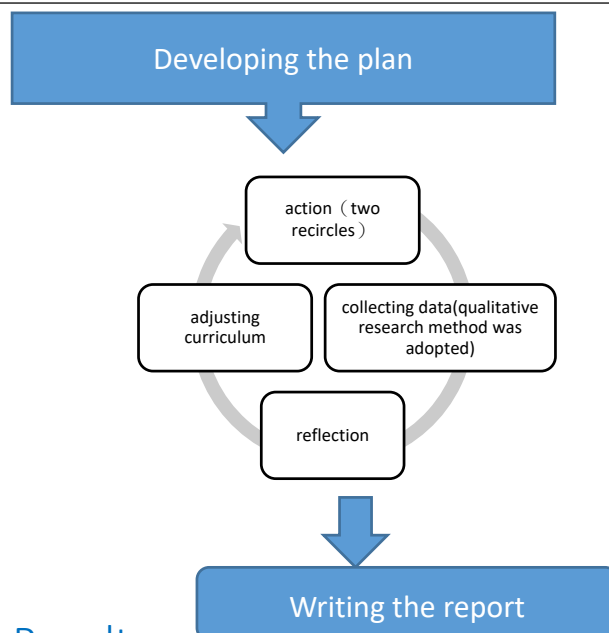 Developing the plan
action（two
recircles）
collecting data(qualitative
research method was
adopted)
adjusting
curriculum
reflection
Writing the report